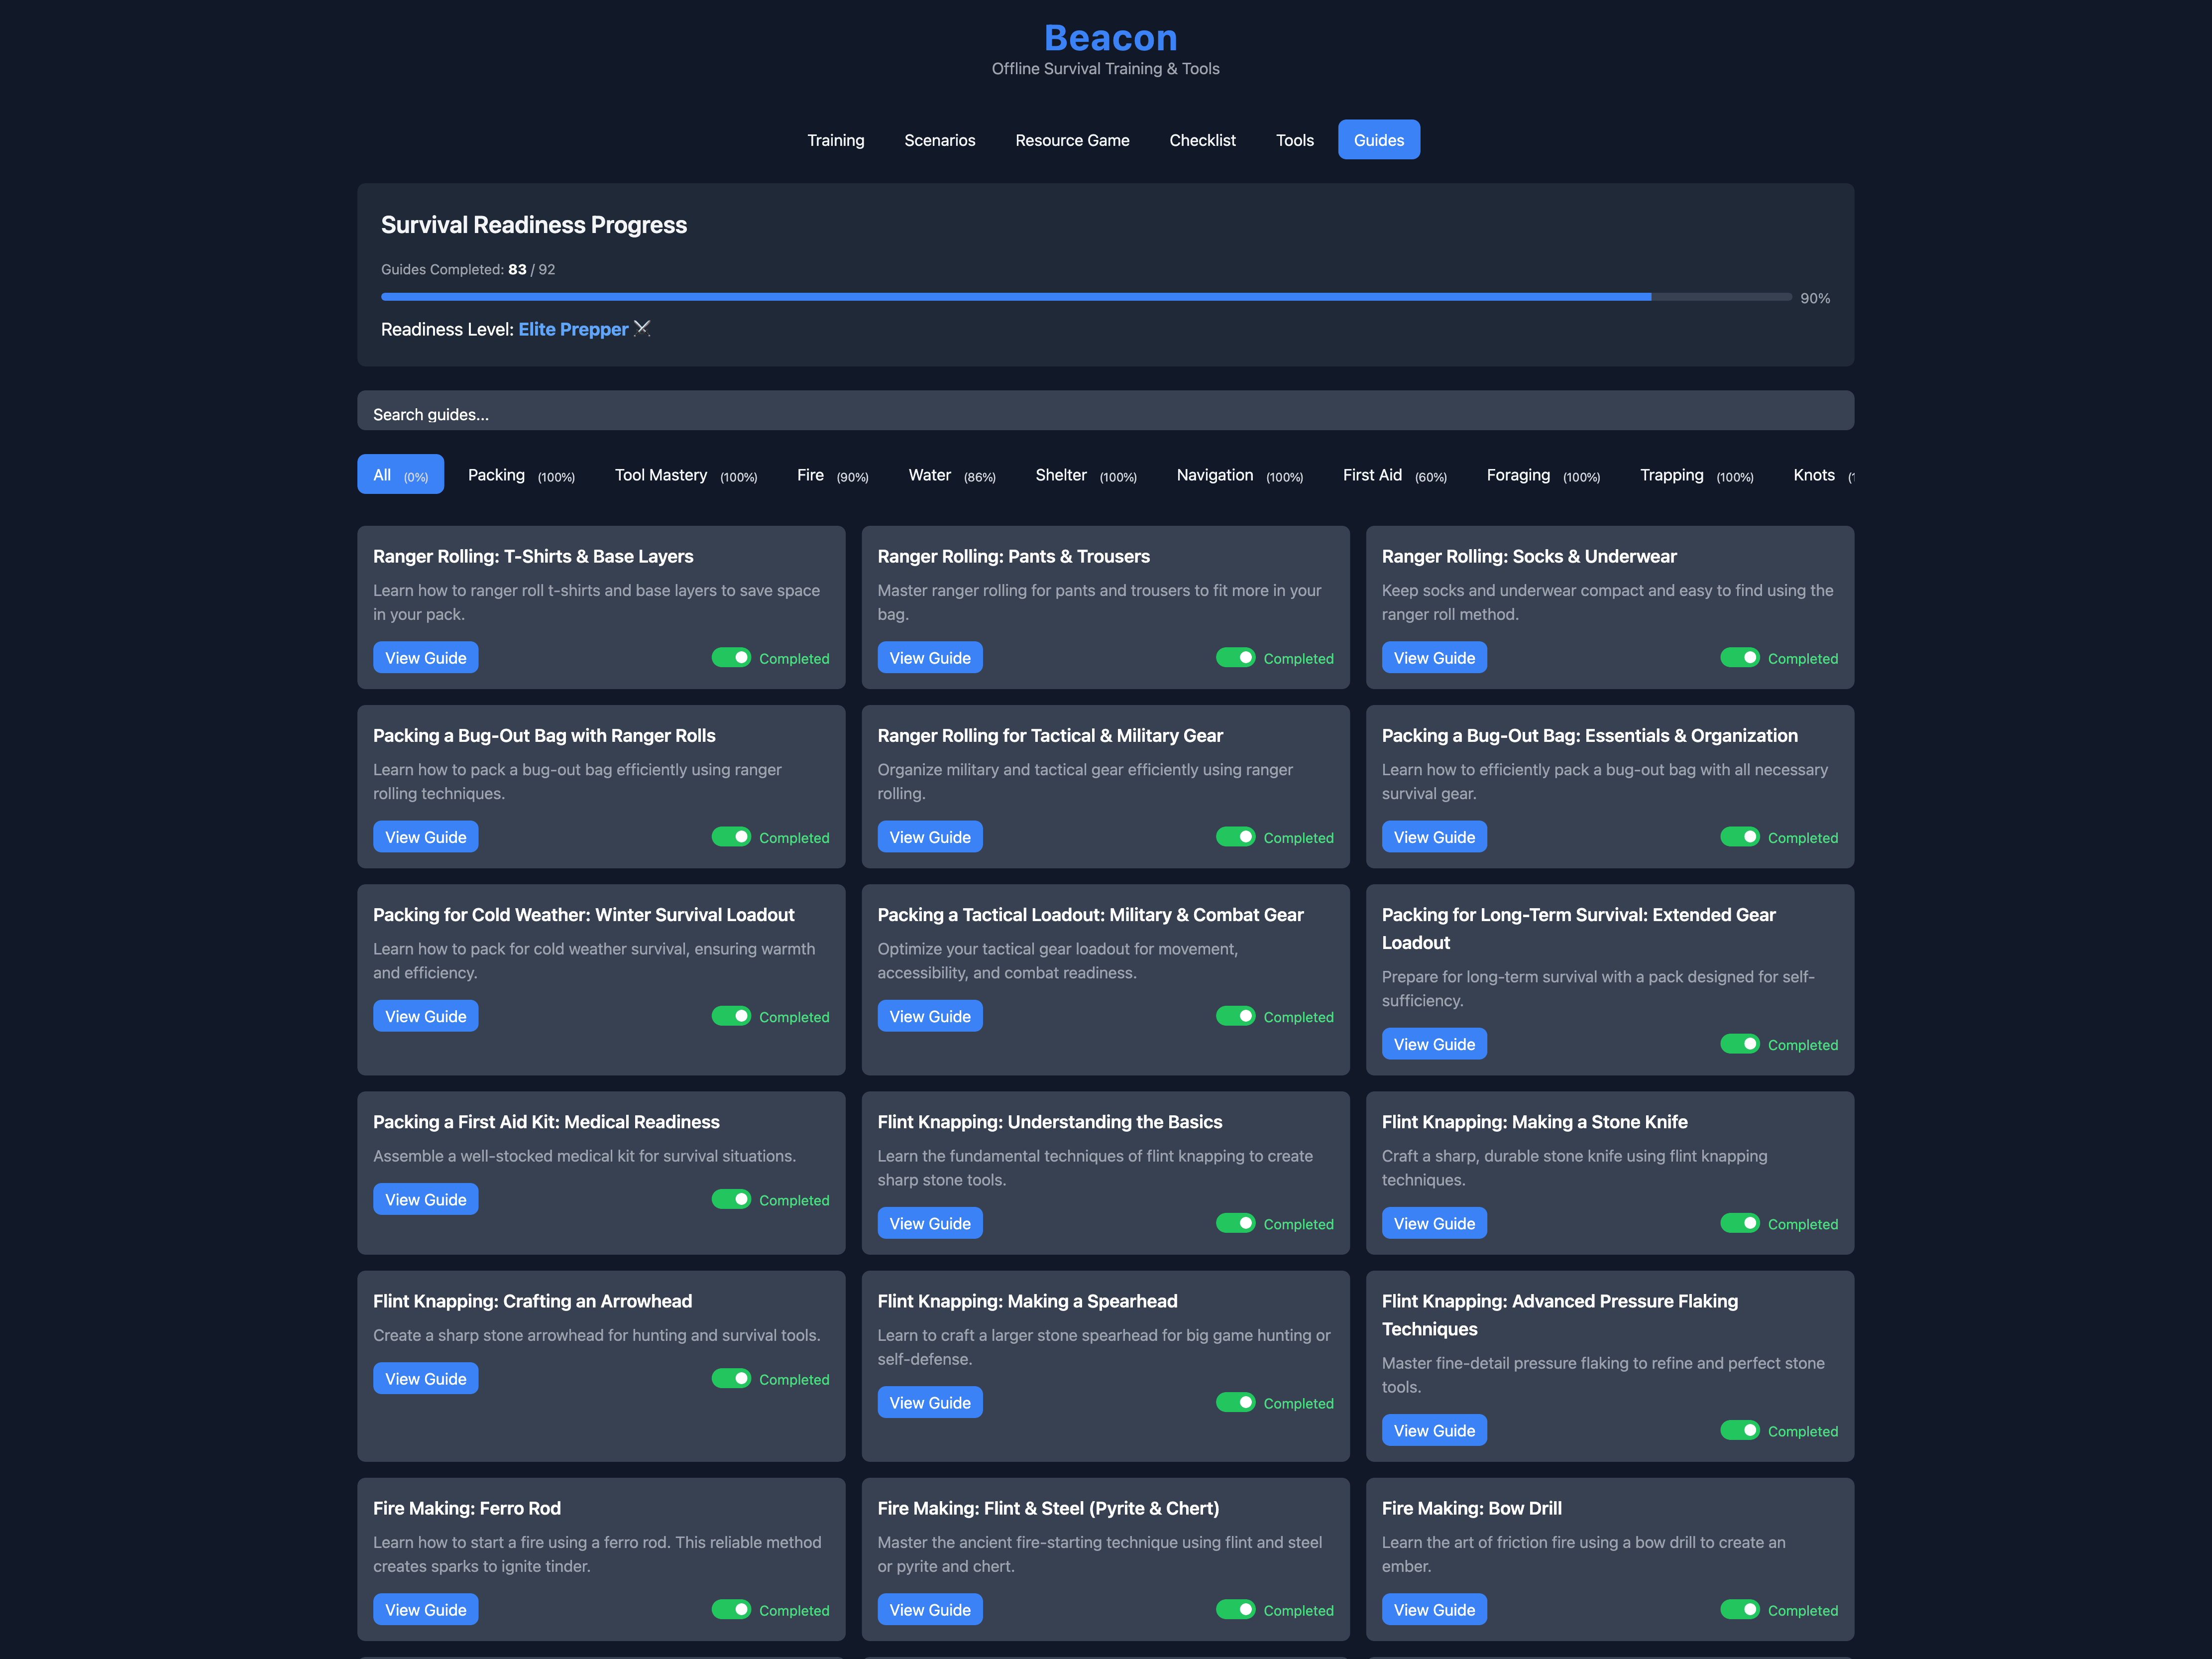 Beacon
Offline Survival Training & Tools
Training Scenarios Resource Game Checklist Tools Guides
Survival Readiness Progress
Guides Completed: 83 / 92
90%
Readiness Level: Elite Prepper ⚔
Search guides...
All (0%) Packing (100%) Tool Mastery (100%) Fire (90%) Water (86%) Shelter (100%) Navigation (100%) First Aid (60%) Foraging (100%) Trapping (100%) Knots
Ranger Rolling: T-Shirts & Base Layers
Learn how to ranger roll t-shirts and base layers to save space
in your pack.
View Guide Completed
Ranger Rolling: Pants & Trousers
Master ranger rolling for pants and trousers to fit more in your
bag.
View Guide Completed
Ranger Rolling: Socks & Underwear
Keep socks and underwear compact and easy to find using the
ranger roll method.
View Guide Completed
Packing a Bug-Out Bag with Ranger Rolls
Learn how to pack a bug-out bag efficiently using ranger
rolling techniques.
View Guide Completed
Ranger Rolling for Tactical & Military Gear
Organize military and tactical gear efficiently using ranger
rolling.
View Guide Completed
Packing a Bug-Out Bag: Essentials & Organization
Learn how to efficiently pack a bug-out bag with all necessary
survival gear.
View Guide Completed
Packing for Cold Weather: Winter Survival Loadout
Learn how to pack for cold weather survival, ensuring warmth
and efficiency.
View Guide Completed
Packing a Tactical Loadout: Military & Combat Gear
Optimize your tactical gear loadout for movement,
accessibility, and combat readiness.
View Guide Completed
Packing for Long-Term Survival: Extended Gear
Loadout
Prepare for long-term survival with a pack designed for self-
sufficiency.
View Guide Completed
Packing a First Aid Kit: Medical Readiness
Assemble a well-stocked medical kit for survival situations.
View Guide Completed
Flint Knapping: Understanding the Basics
Learn the fundamental techniques of flint knapping to create
sharp stone tools.
View Guide Completed
Flint Knapping: Making a Stone Knife
Craft a sharp, durable stone knife using flint knapping
techniques.
View Guide Completed
Flint Knapping: Crafting an Arrowhead
Create a sharp stone arrowhead for hunting and survival tools.
View Guide Completed
Flint Knapping: Making a Spearhead
Learn to craft a larger stone spearhead for big game hunting or
self-defense.
View Guide Completed
Flint Knapping: Advanced Pressure Flaking
Techniques
Master fine-detail pressure flaking to refine and perfect stone
tools.
View Guide Completed
Fire Making: Ferro Rod
Learn how to start a fire using a ferro rod. This reliable method
creates sparks to ignite tinder.
View Guide Completed
Fire Making: Flint & Steel (Pyrite & Chert)
Master the ancient fire-starting technique using flint and steel
or pyrite and chert.
View Guide Completed
Fire Making: Bow Drill
Learn the art of friction fire using a bow drill to create an
ember.
View Guide Completed